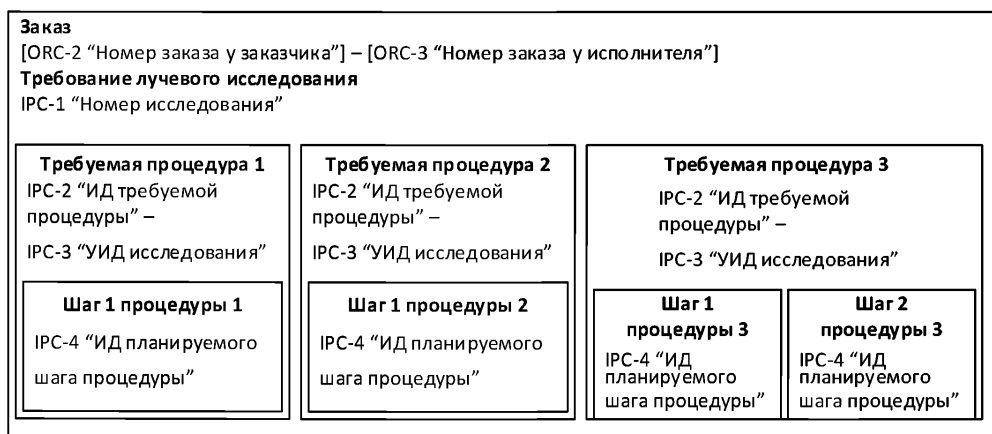 Заказ
[ORC-2 “Номер заказа у заказчика”] – [ORC-3 “Номер заказа у исполнителя”]
Требование лучевого исследования
IPC-1 “Номер исследования”
Требуемая процедура 1
IPC-2 “ИД требуемой
процедуры” –
IPC-3 “УИД исследования”
Шаг 1 процедуры 1
IPC-4 “ИД планируемого
шага процедуры”
Требуемая процедура 2
IPC-2 “ИД требуемой
процедуры” –
IPC-3 “УИД исследования”
Шаг 1 процедуры 2
IPC-4 “ИД планируемого
шага процедуры”
Требуемая процедура 3
IPC-2 “ИД требуемой
процедуры” –
IPC-3 “УИД исследования”
Шаг 1
процедуры 3
IPC-4 “ИД
планируемого
шага процедуры”
Шаг 2
процедуры 3
IPC-4 “ИД
планируемого
шага процедуры”